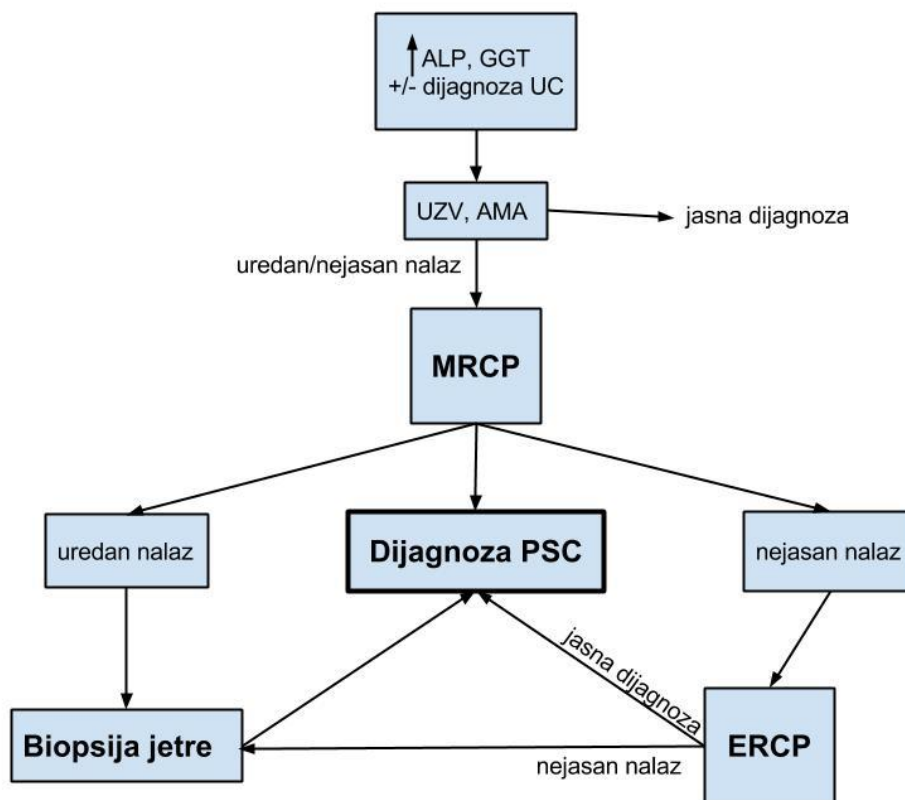 ALP, GGT
+/- dijagnoza UC
UZV, AMA
jasna dijagnoza
uredan/nejasan nalaz
MRCP
uredan nalaz
Dijagnoza PSC
nejasan nalaz
jasna dijagnoza
Biopsija jetre
nejasan nalaz
ERCP